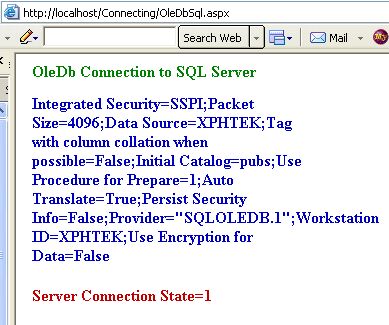 http://localhost/Connecting/OleDbSql.aspx
Search Web
Mail
OleDb Connection to SQL Server
Integrated Security=SSPI;Packet
Size=4096;Data Source=XPHTEK;Tag
with column collation when
possible=False;Initial Catalog=pubs;Use
Procedure for Prepare=1;Auto
Translate=True;Persist Security
Info=False;Provider="SQLOLEDB.1";Workstation
ID=XPHTEK;Use Encryption for
Data=False
Server Connection State=1